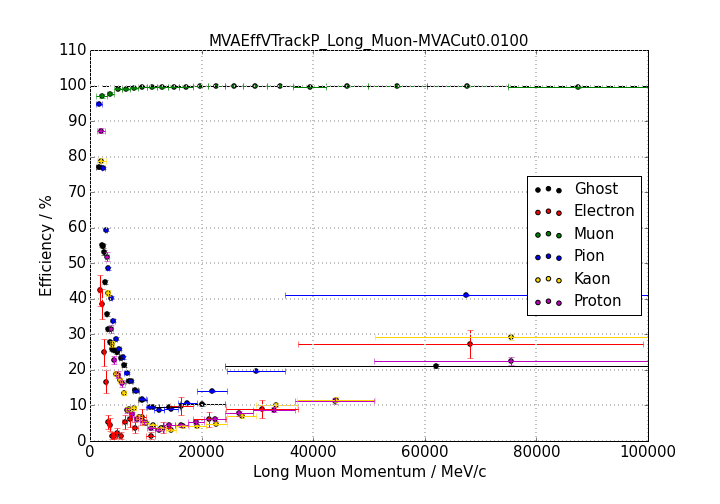 MVAEffVTrackP_Long_Muon-MVACut0.0100
110
100
90
80
70
60
50
40
30
20
10
0
Efficiency / %
Ghost
Electron
Muon
Pion
Kaon
Proton
0 20000 40000 60000 80000 100000
Long Muon Momentum / MeV/c